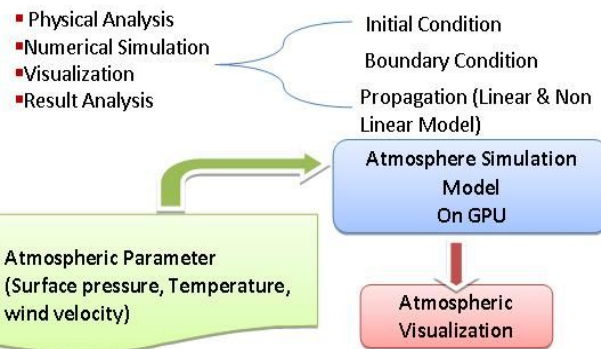 ▪Physical Analysis
▪Numerical Simulation
▪Visualization
▪Result Analysis
Initial Condition
Boundary Condition
Propagation (Linear & Non
Linear Model)
Atmosphere Simulation
Model
On GPU
Atmospheric Parameter
(Surface pressure, Temperature,
wind velocity)
Atmospheric
Visualization